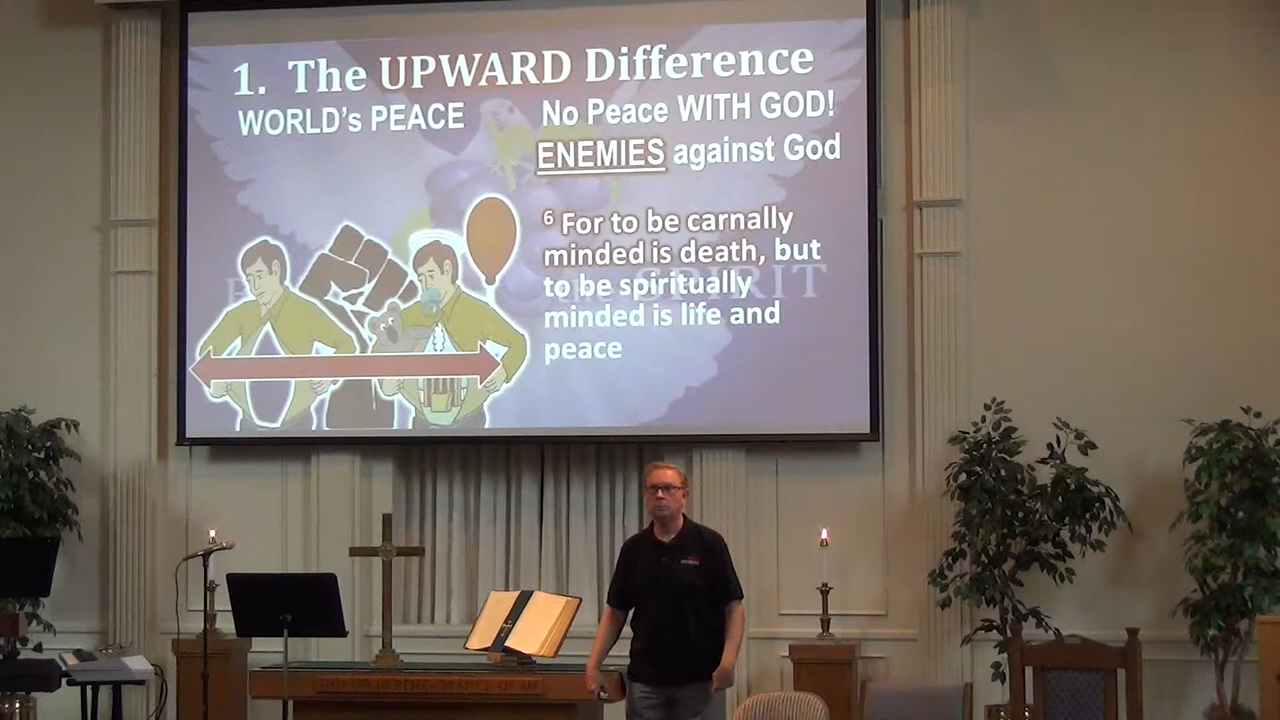 1. The UPWARD Difference
WORLD's PEACE
No Peace WITH GOD!
ENEMIES against God
6 For to be carnally
minded is death, but
to be spiritually
minded is life and
peace
SPIRIT